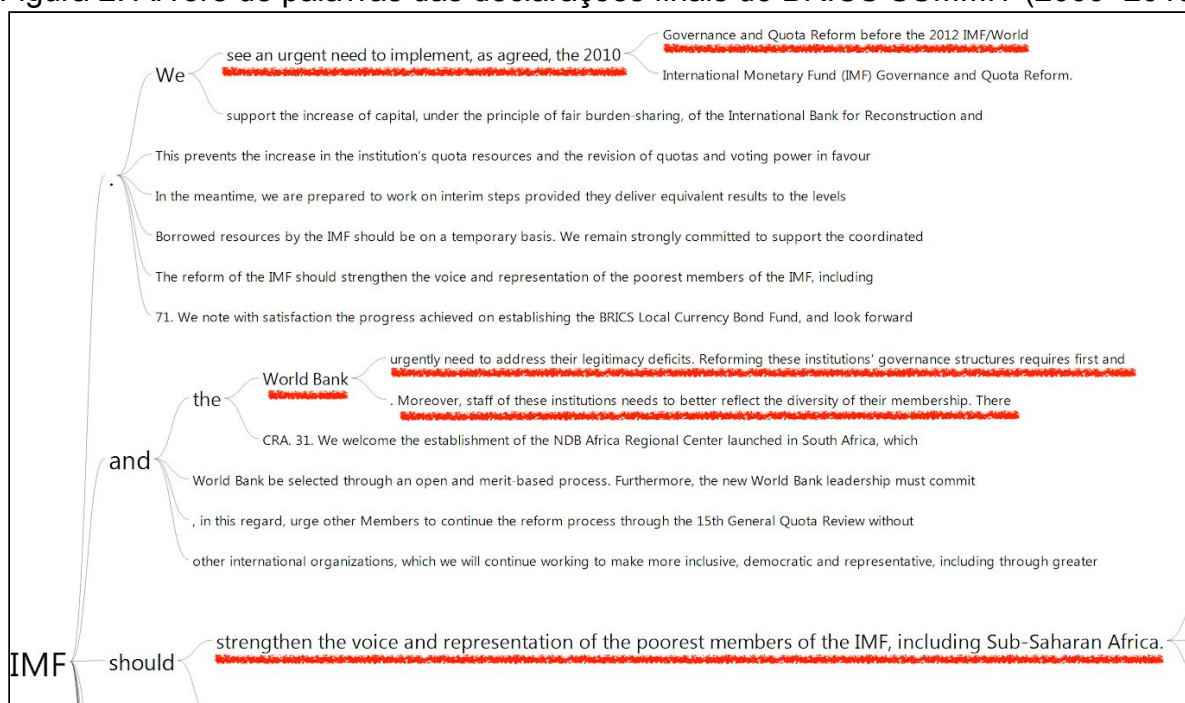 Figura 2: Árvore de palavras das declarações finais do BRICS SUMMIT (2009-
see an urgent need to implement, as agreed, the 2010
Governance and Quota Reform before the 2012 IMF/World
International Monetary Fund (IMF) Governance and Quota Reform.
We
support the increase of capital, under the principle of fair burden-sharing, of the International Bank for Reconstruction and
.
This prevents the increase in the institution's quota resources and the revision of quotas and voting power in favour
In the meantime, we are prepared to work on interim steps provided they deliver equivalent results to the levels
Borrowed resources by the IMF should be on a temporary basis. We remain strongly committed to support the coordinated
The reform of the IMF should strengthen the voice and representation of the poorest members of the IMF, including
71. We note with satisfaction the progress achieved on establishing the BRICS Local Currency Bond Fund, and look forward
and
the
World Bank
urgently need to address their legitimacy deficits. Reforming these institutions' governance structures requires first and
. Moreover, staff of these institutions needs to better reflect the diversity of their membership. There
CRA. 31. We welcome the establishment of the NDB Africa Regional Center launched in South Africa, which
World Bank be selected through an open and merit-based process. Furthermore, the new World Bank leadership must commit
, in this regard, urge other Members to continue the reform process through the 15th General Quota Review without
other international organizations, which we will continue working to make more inclusive, democratic and representative, including through greater
IMF
should
strengthen the voice and representation of the poorest members of the IMF, including Sub-Saharan Africa.